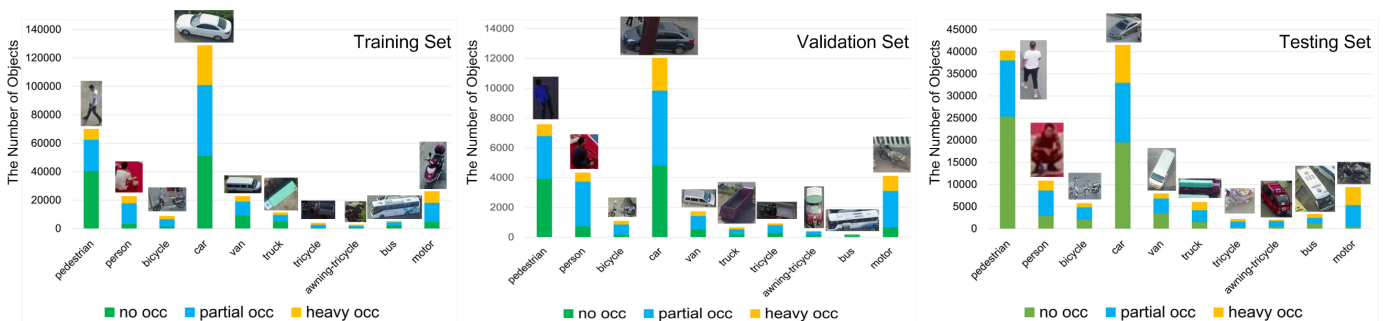 Training Set
The Number of Objects
140000
120000
100000
80000
60000
40000
20000
0
pedestrian
person
bicycle
car
van
truck
tricycle
awning-tricycle
bus
motor
no occ partial occ heavy occ
Validation Set
The Number of Objects
14000
12000
10000
8000
6000
4000
2000
0
pedestrian
person
bicycle
car
van
truck
tricycle
awning-tricycle
bus
motor
no occ partial occ heavy occ
Testing Set
The Number of Objects
45000
40000
35000
30000
25000
20000
15000
10000
5000
0
pedestrian
person
bicycle
car
van
truck
tricycle
awning-tricycle
bus
motor
no occ partial occ heavy occ